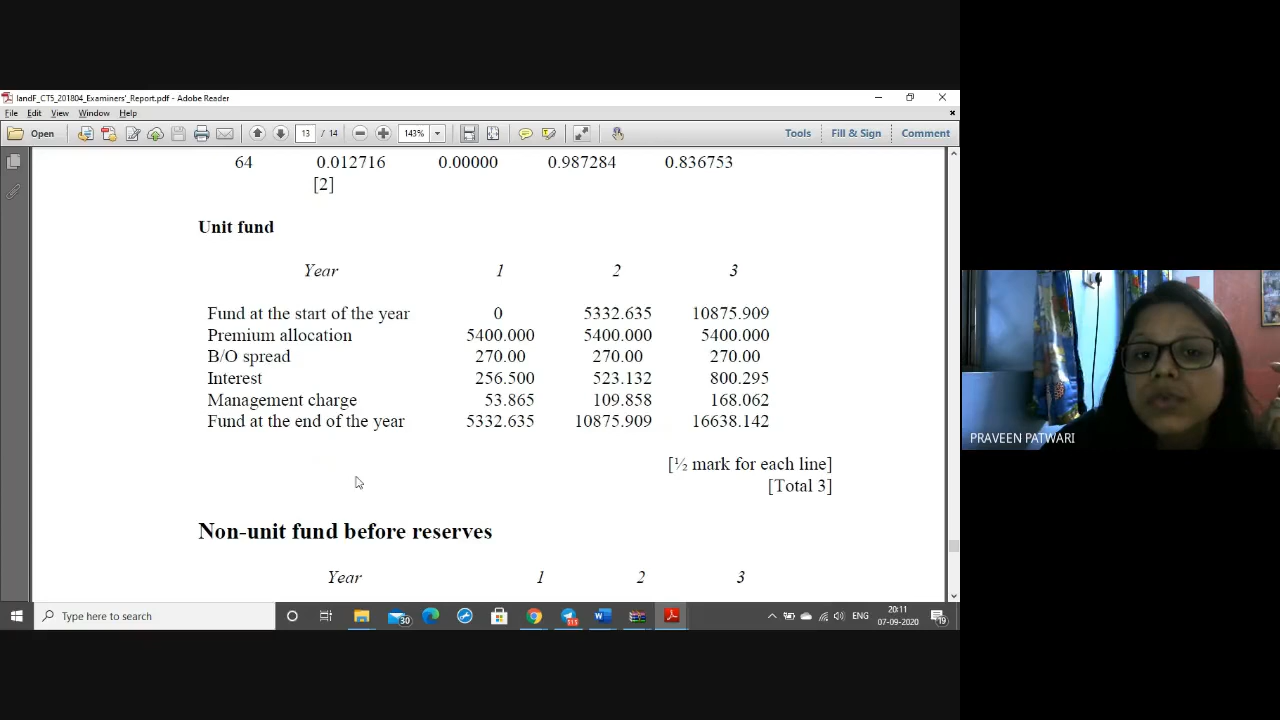 IandF_CT5_201804_Examiners'_Report.pdf - Adobe Reader
File Edit View Window Help
Open 13 / 14 143% Tools Fill & Sign Comment
64 0.012716 0.00000 0.987284 0.836753
[2]
Unit fund
Year 1 2 3
Fund at the start of the year 0 5332.635 10875.909
Premium allocation 5400.000 5400.000 5400.000
B/O spread 270.00 270.00 270.00
Interest 256.500 523.132 800.295
Management charge 53.865 109.858 168.062
Fund at the end of the year 5332.635 10875.909 16638.142
[½ mark for each line]
[Total 3]
Non-unit fund before reserves
Year 1 2 3
PRAVEEN PATWARI
Type here to search
30
ENG
20:11
07-09-2020
19